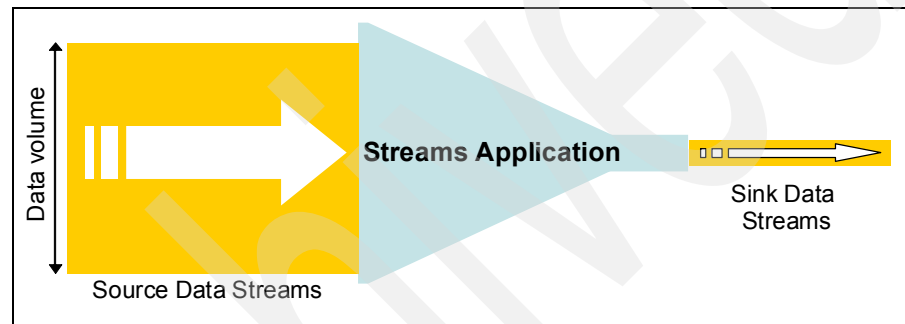 Data volume
Streams Application
Sink Data
Streams
Source Data Streams